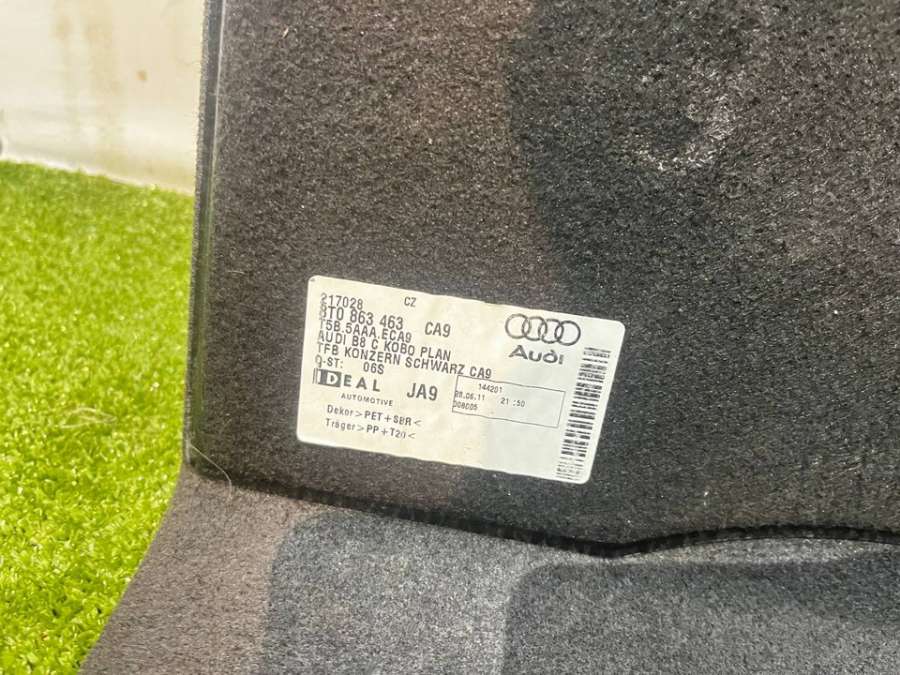 217028 CZ
8T0 863 463 CA9
T5B.5AAA.ECA9
AUDI B8 C KOBO PLAN
TFB KONZERN SCHWARZ CA9
Q-ST: 06S
IDEAL
AUTOMOTIVE
JA9
144201
28.06.11 21:50
008005
Dekor>PET+SBR<
Träger>PP+T20<
Audi